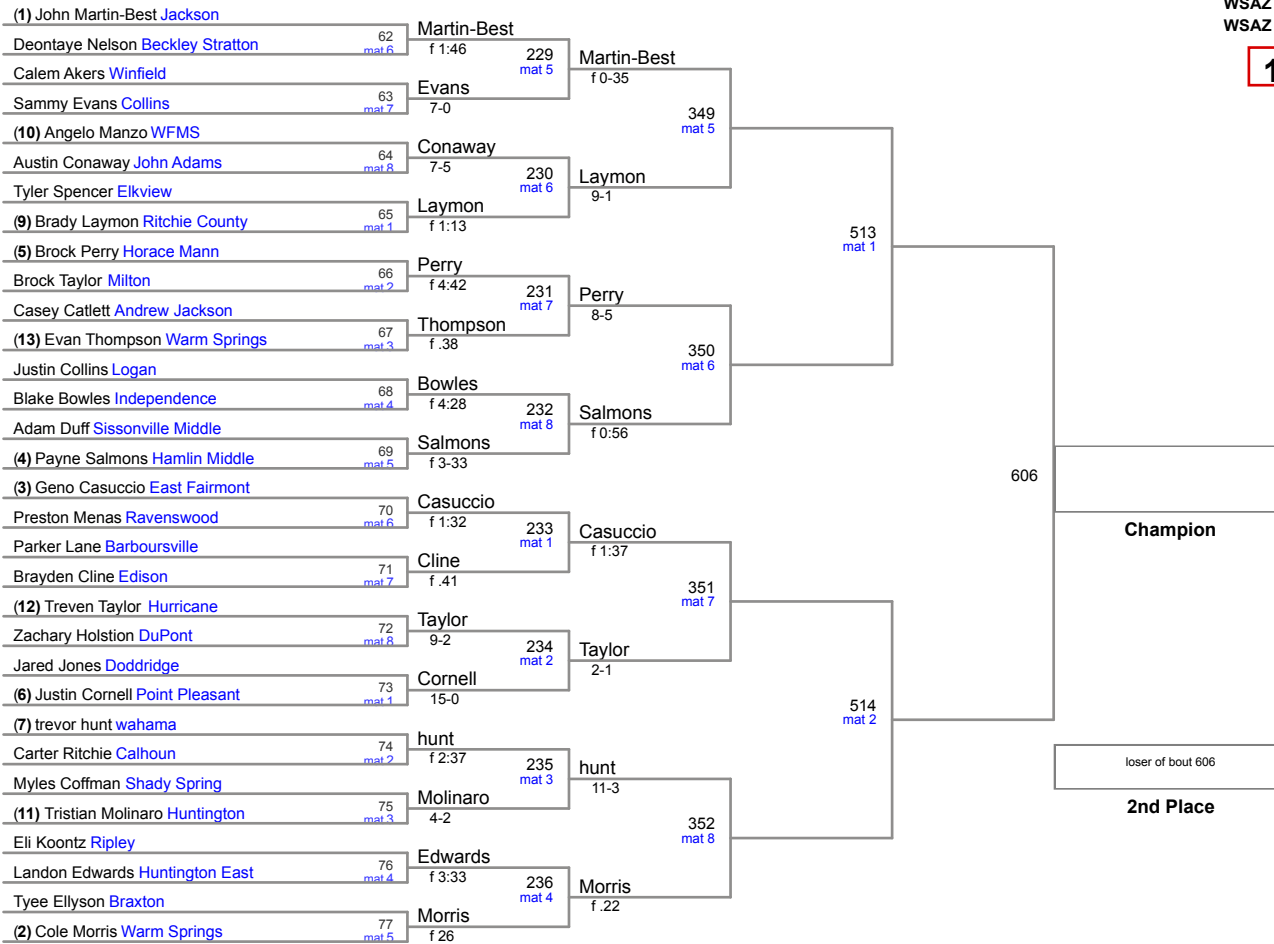 WSAZ
WSAZ
1
(1) John Martin-Best Jackson
Deontaye Nelson Beckley Stratton
62
mat 6
Calem Akers Winfield
Sammy Evans Collins
63
mat 7
(10) Angelo Manzo WFMS
Austin Conaway John Adams
64
mat 8
Tyler Spencer Elkview
(9) Brady Laymon Ritchie County
65
mat 1
(5) Brock Perry Horace Mann
Brock Taylor Milton
66
mat 2
Casey Catlett Andrew Jackson
(13) Evan Thompson Warm Springs
67
mat 3
Justin Collins Logan
Blake Bowles Independence
68
mat 4
Adam Duff Sissonville Middle
(4) Payne Salmons Hamlin Middle
69
mat 5
(3) Geno Casuccio East Fairmont
Preston Menas Ravenswood
70
mat 6
Parker Lane Barboursville
Brayden Cline Edison
71
mat 7
(12) Treven Taylor Hurricane
Zachary Holstion DuPont
72
mat 8
Jared Jones Doddridge
(6) Justin Cornell Point Pleasant
73
mat 1
(7) trevor hunt wahama
Carter Ritchie Calhoun
74
mat 2
Myles Coffman Shady Spring
(11) Tristian Molinaro Huntington
75
mat 3
Eli Koontz Ripley
Landon Edwards Huntington East
76
mat 4
Tyee Ellyson Braxton
(2) Cole Morris Warm Springs
77
mat 5
Martin-Best
f 1:46
229
mat 5
Evans
7-0
Conaway
7-5
230
mat 6
Laymon
f 1:13
Perry
f 4:42
231
mat 7
Thompson
f .38
Bowles
f 4:28
232
mat 8
Salmons
f 3-33
Casuccio
f 1:32
233
mat 1
Cline
f .41
Taylor
9-2
234
mat 2
Cornell
15-0
hunt
f 2:37
235
mat 3
Molinaro
4-2
Edwards
f 3:33
236
mat 4
Morris
f 26
Martin-Best
f 0-35
349
mat 5
Laymon
9-1
Perry
8-5
350
mat 6
Salmons
f 0:56
Casuccio
f 1:37
351
mat 7
Taylor
2-1
hunt
11-3
352
mat 8
Morris
f .22
513
mat 1
514
mat 2
606
Champion
loser of bout 606
2nd Place